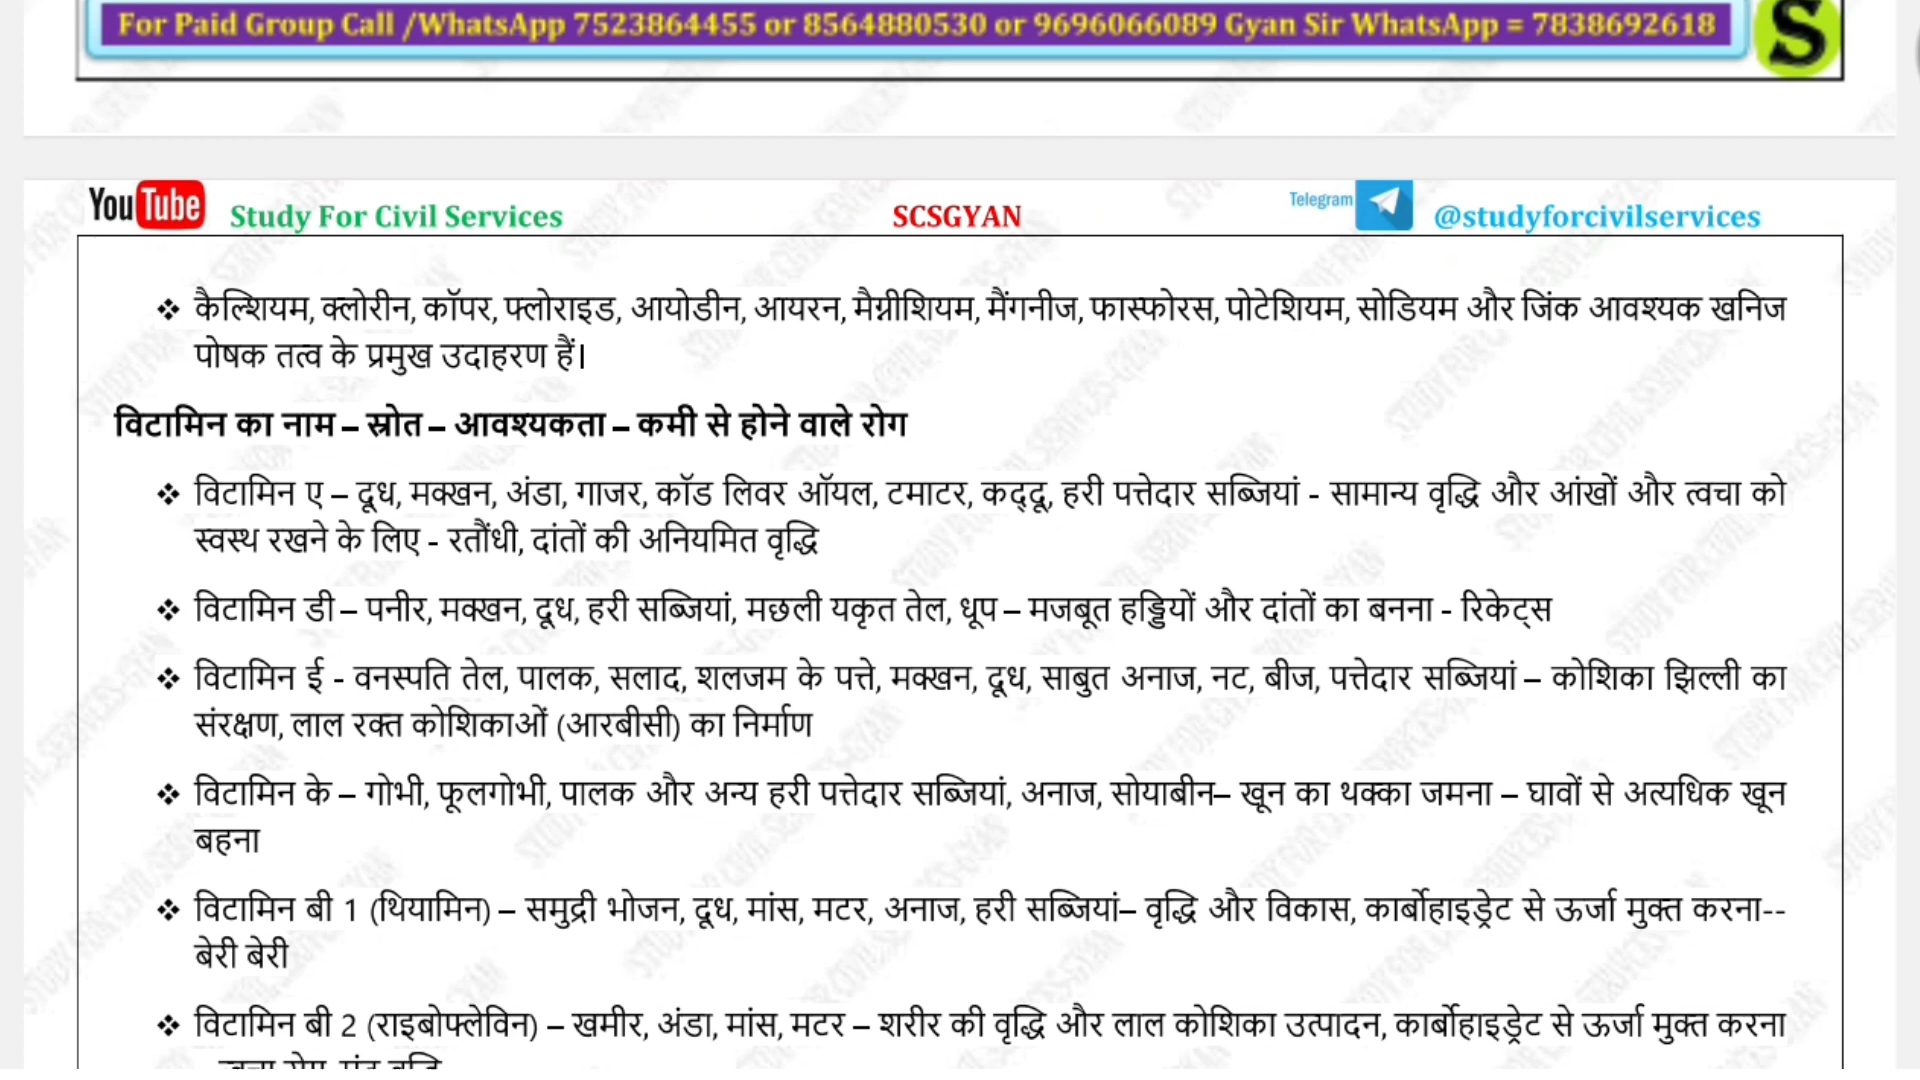 For Paid Group Call /WhatsApp 7523864455 or 8564880530 or 9696066089 Gyan Sir WhatsApp = 7838692618
S
YouTube Study For Civil Services SCSGYAN Telegram @studyforcivilservices
❖ कैल्शियम, क्लोरीन, कॉपर, फ्लोराइड, आयोडीन, आयरन, मैग्नीशियम, मैंगनीज, फास्फोरस, पोटेशियम, सोडियम और जिंक आवश्यक खनिज
पोषक तत्व के प्रमुख उदाहरण हैं।
विटामिन का नाम – स्रोत – आवश्यकता – कमी से होने वाले रोग
❖ विटामिन ए – दूध, मक्खन, अंडा, गाजर, कॉड लिवर ऑयल, टमाटर, कद्दू, हरी पत्तेदार सब्जियां - सामान्य वृद्धि और आंखों और त्वचा को
स्वस्थ रखने के लिए - रतौंधी, दांतों की अनियमित वृद्धि
❖ विटामिन डी – पनीर, मक्खन, दूध, हरी सब्जियां, मछली यकृत तेल, धूप – मजबूत हड्डियों और दांतों का बनना - रिकेट्स
❖ विटामिन ई - वनस्पति तेल, पालक, सलाद, शलजम के पत्ते, मक्खन, दूध, साबुत अनाज, नट, बीज, पत्तेदार सब्जियां – कोशिका झिल्ली का
संरक्षण, लाल रक्त कोशिकाओं (आरबीसी) का निर्माण
❖ विटामिन के – गोभी, फूलगोभी, पालक और अन्य हरी पत्तेदार सब्जियां, अनाज, सोयाबीन– खून का थक्का जमना – घावों से अत्यधिक खून
बहना
❖ विटामिन बी 1 (थियामिन) – समुद्री भोजन, दूध, मांस, मटर, अनाज, हरी सब्जियां– वृद्धि और विकास, कार्बोहाइड्रेट से ऊर्जा मुक्त करना--
बेरी बेरी
❖ विटामिन बी 2 (राइबोफ्लेविन) – खमीर, अंडा, मांस, मटर – शरीर की वृद्धि और लाल कोशिका उत्पादन, कार्बोहाइड्रेट से ऊर्जा मुक्त करना